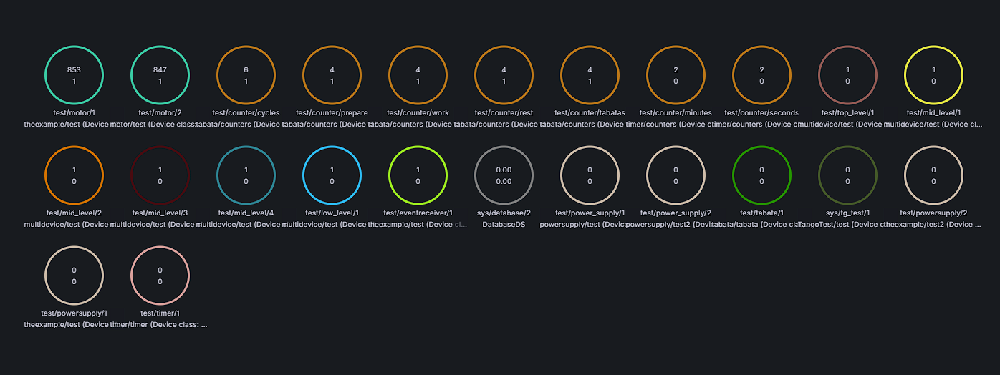 853 847 6 4 4 4 4 2 2 1 1
1 1 1 1 1 1 1 0 0 0 0
test/motor/1 test/motor/2 test/counter/cycles test/counter/prepare test/counter/work test/counter/rest test/counter/tabatas test/counter/minutes test/counter/seconds test/top_level/1 test/mid_level/1
theexample/test (Device motor/test (Device class: tabata/counters (Device tabata/counters (Device tabata/counters (Device tabata/counters (Device tabata/counters (Device timer/counters (Device timer/counters (Device multidevice/test (Device multidevice/test (Device cl...
1 1 1 1 1 0.00 0 0 0 0 0
0 0 0 0 0 0.00 0 0 0 0 0
test/mid_level/2 test/mid_level/3 test/mid_level/4 test/low_level/1 test/eventreceiver/1 sys/database/2 test/power_supply/1 test/power_supply/2 test/tabata/1 sys/tg_test/1 test/powersupply/2
multidevice/test (Device multidevice/test (Device multidevice/test (Device multidevice/test (Device theexample/test (Device cl... DatabaseDS powersupply/test (Device powersupply/test2 tabata/tabata (Device TangoTest/test (Device theexample/test2 (Device ...
0 0
0 0
test/powersupply/1 test/timer/1
theexample/test (Device timer/timer (Device class: ...